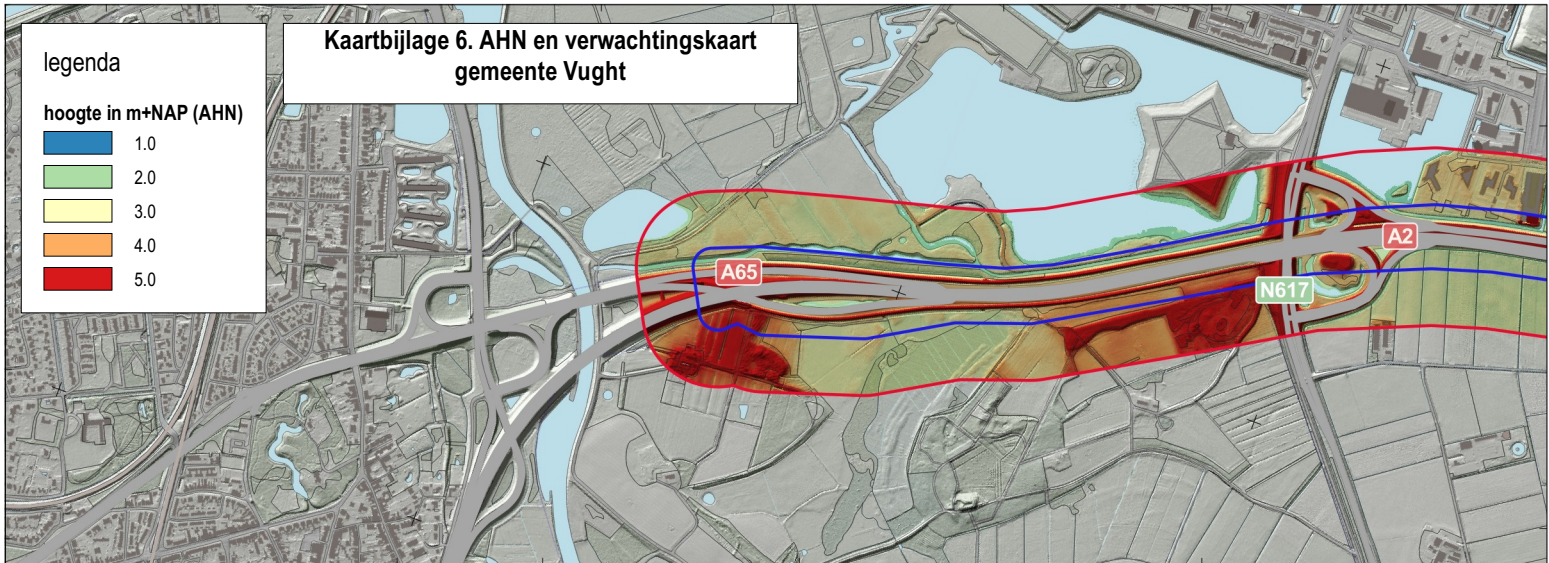 legenda
hoogte in m+NAP (AHN)
1.0
2.0
3.0
4.0
5.0
Kaartbijlage 6. AHN en verwachtingskaart
gemeente Vught
A65
A2
N617